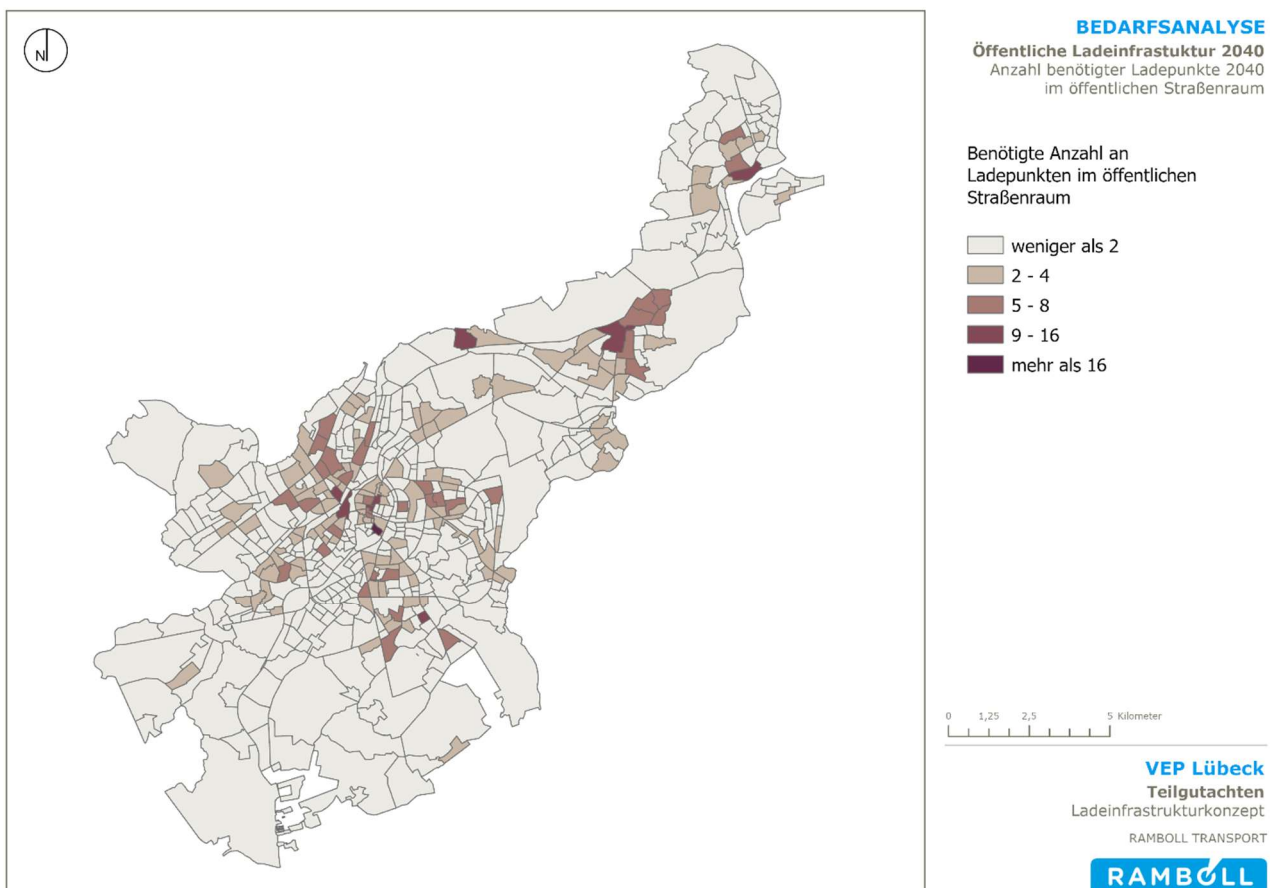 N
BEDARFSANALYSE
Öffentliche Ladeinfrastuktur 2040
Anzahl benötigter Ladepunkte 2040
im öffentlichen Straßenraum
Benötigte Anzahl an
Ladepunkten im öffentlichen
Straßenraum
weniger als 2
2 - 4
5 - 8
9 - 16
mehr als 16
0 1,25 2,5 5 Kilometer
VEP Lübeck
Teilgutachten
Ladeinfrastrukturkonzept
RAMBOLL TRANSPORT
RAMBOLL